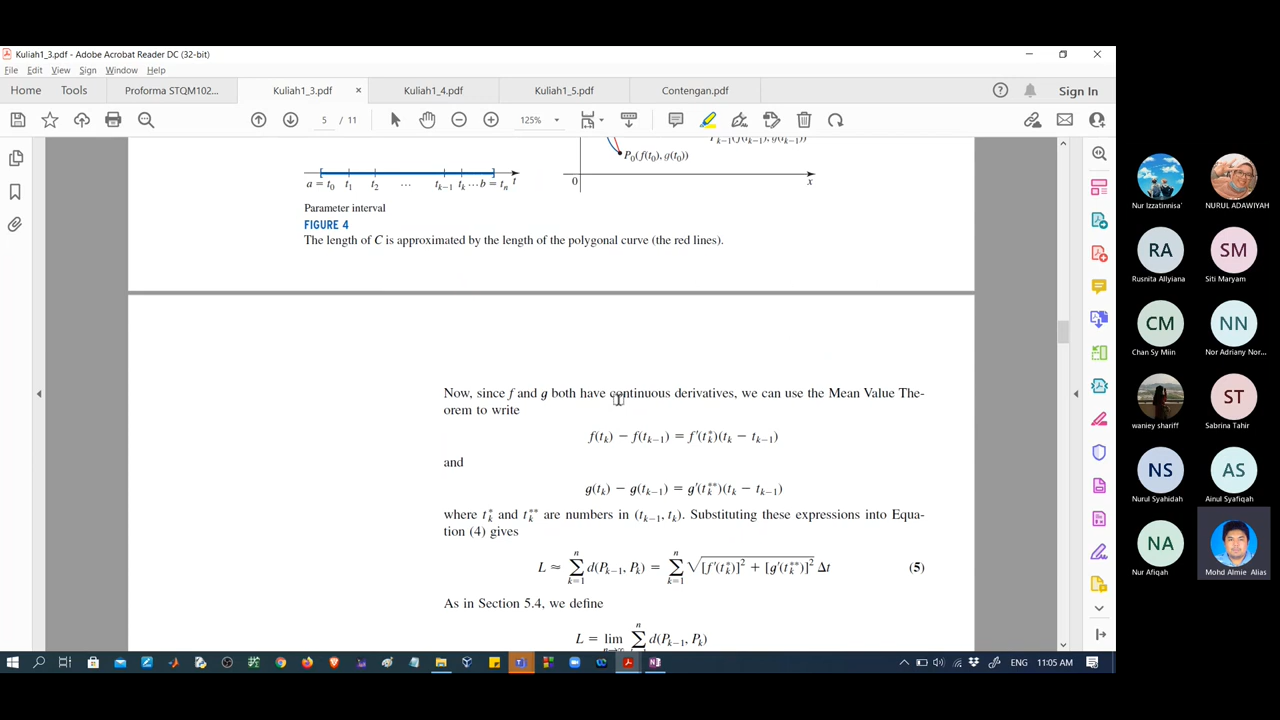 Kuliah1_3.pdf - Adobe Acrobat Reader DC (32-bit)
File Edit View Sign Window Help
Home Tools Proforma STQM102... Kuliah1_3.pdf × Kuliah1_4.pdf Kuliah1_5.pdf Contengan.pdf Sign In
5 / 11 125%
P₀(f(t₀), g(t₀))
a = t₀ t₁ t₂ ... tₖ₋₁ tₖ ... b = tₙ t
0 x
Parameter interval
FIGURE 4
The length of C is approximated by the length of the polygonal curve (the red lines).
Now, since f and g both have continuous derivatives, we can use the Mean Value The-
orem to write
f(tₖ) − f(tₖ₋₁) = f′(tₖ*)(tₖ − tₖ₋₁)
and
g(tₖ) − g(tₖ₋₁) = g′(tₖ**)(tₖ − tₖ₋₁)
where tₖ* and tₖ** are numbers in (tₖ₋₁, tₖ). Substituting these expressions into Equa-
tion (4) gives
L ≈ ∑ₖ₌₁ⁿ d(Pₖ₋₁, Pₖ) = ∑ₖ₌₁ⁿ √([f′(tₖ*)]² + [g′(tₖ**)]²) Δt (5)
As in Section 5.4, we define
L = lim n→∞ ∑ₖ₌₁ⁿ d(Pₖ₋₁, Pₖ)
Nur Izzatinnisa' NURUL ADAWIYAH
RA SM
Rusnita Allyiana Siti Maryam
CM NN
Chan Sy Miin Nor Adriany Nor...
ST
waniey shariff Sabrina Tahir
NS AS
Nurul Syahidah Ainul Syafiqah
NA
Nur Afiqah Mohd Almie Alias
ENG 11:05 AM